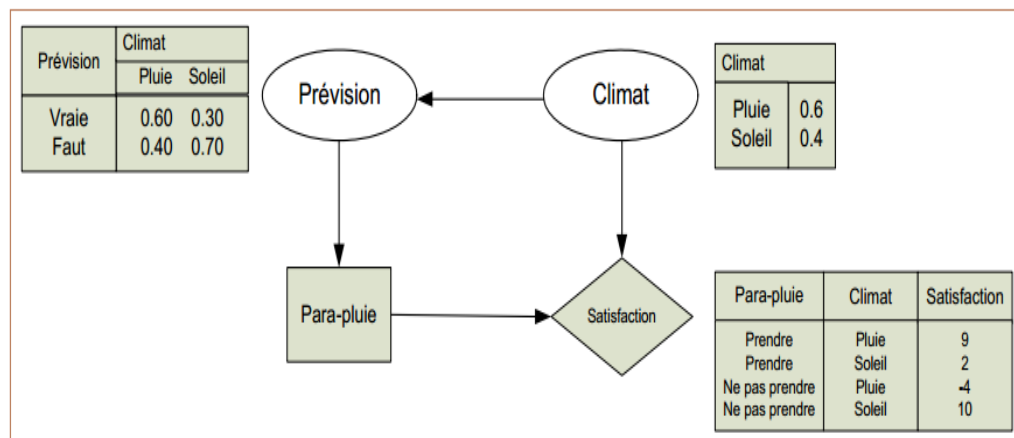 Prévision Climat
Pluie Soleil
Vraie 0.60 0.30
Faut 0.40 0.70
Prévision
Climat
Climat
Pluie 0.6
Soleil 0.4
Para-pluie
Satisfaction
Para-pluie Climat Satisfaction
Prendre Pluie 9
Prendre Soleil 2
Ne pas prendre Pluie -4
Ne pas prendre Soleil 10